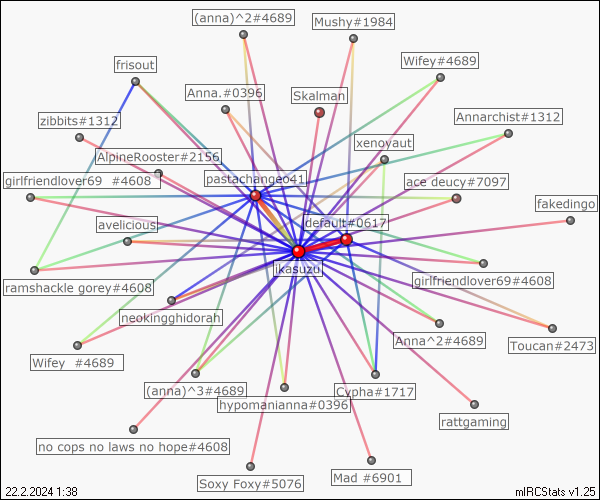 (anna)^2#4689
Mushy#1984
frisout
Wifey#4689
Anna.#0396
Skalman
zibbits#1312
Annarchist#1312
xenoyaut
AlpineRooster#2156
girlfriendlover69 #4608
pastachangeo41
ace deucy#7097
fakedingo
avelicious
default#0617
ikasuzu
ramshackle gorey#4608
girlfriendlover69#4608
neokingghidorah
Anna^2#4689
Toucan#2473
Wifey #4689
(anna)^3#4689
Cypha#1717
hypomanianna#0396
rattgaming
no cops no laws no hope#4608
Soxy Foxy#5076
Mad #6901
22.2.2024 1:38
mIRCStats v1.25